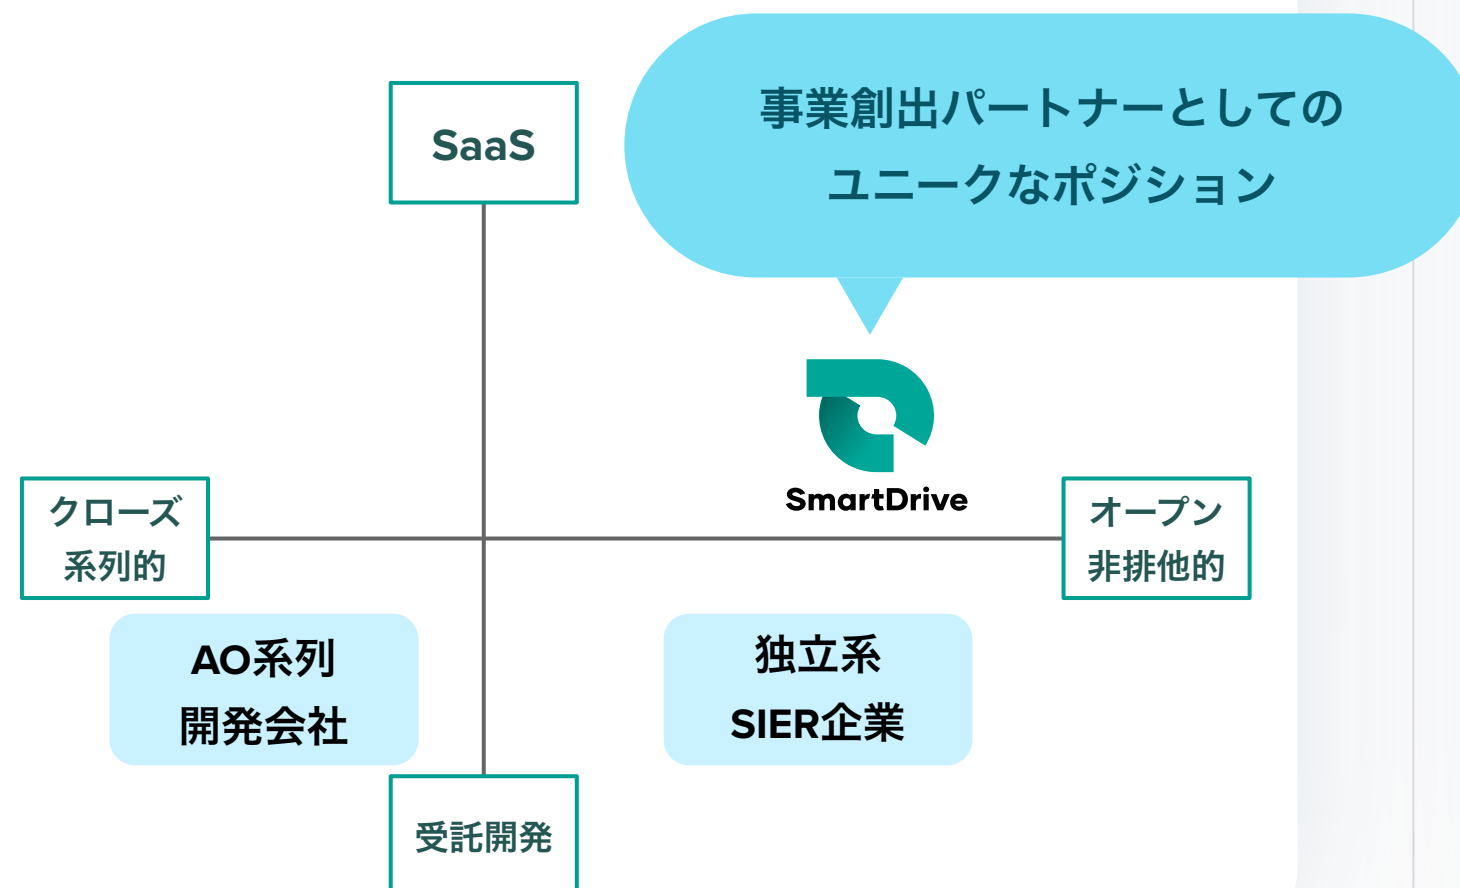 事業創出パートナーとしての
ユニークなポジション
SaaS
SmartDrive
クローズ
系列的
オープン
非排他的
AO系列
開発会社
独立系
SIER企業
受託開発